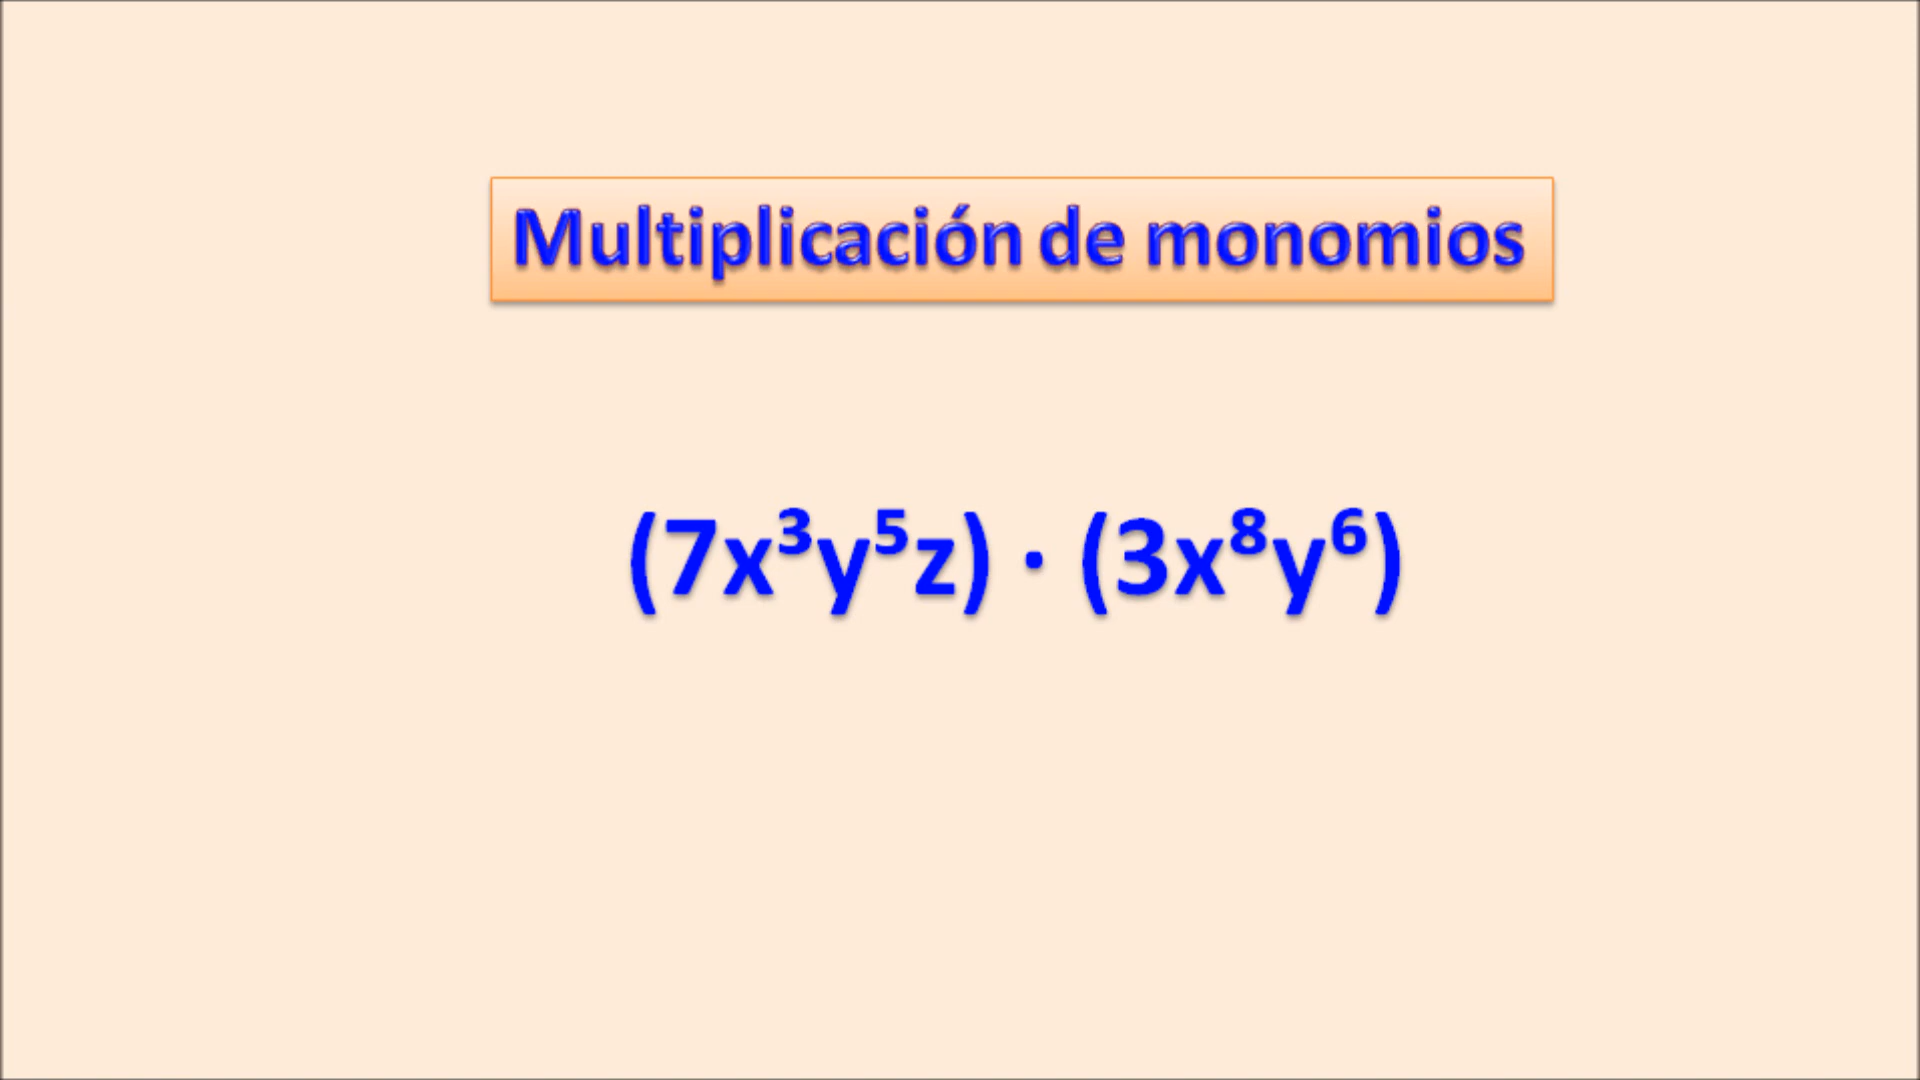 Multiplicación de monomios
(7x³y⁵z) · (3x⁸y⁶)